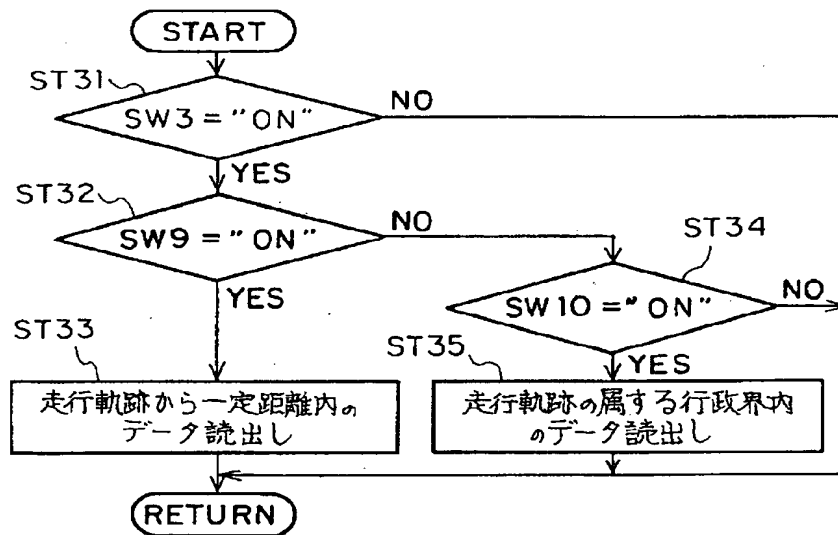 START
ST31
SW3="ON"
NO
YES
ST32
SW9="ON"
NO
ST34
YES
SW10="ON"
NO
ST33
ST35
YES
走行軌跡から一定距離内の
データ読出し
走行軌跡の属する行政界内
のデータ読出し
RETURN